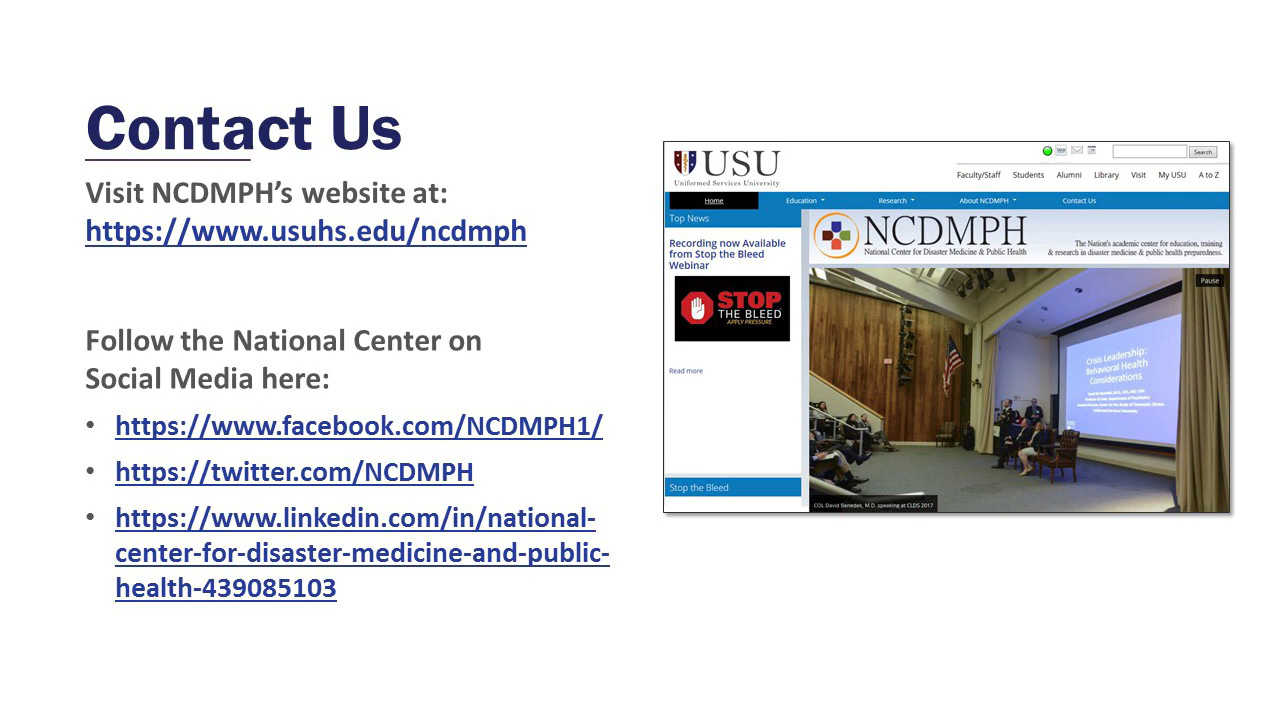 Contact Us
Visit NCDMPH's website at:
https://www.usuhs.edu/ncdmph
Follow the National Center on
Social Media here:
• https://www.facebook.com/NCDMPH1/
• https://twitter.com/NCDMPH
• https://www.linkedin.com/in/national-
center-for-disaster-medicine-and-public-
health-439085103
USU
Uniformed Services University
Search
Faculty/Staff Students Alumni Library Visit My USU A to Z
Home Education Research About NCDMPH Contact Us
Top News
Recording now Available
from Stop the Bleed
Webinar
STOP
THE BLEED
APPLY PRESSURE
Read more
Stop the Bleed
NCDMPH
National Center for Disaster Medicine & Public Health
The Nation's academic center for education, training
& research in disaster medicine & public health preparedness.
Pause
Crisis Leadership:
Behavioral Health
Considerations
COL David Benedek, M.D. speaking at CLDS 2017